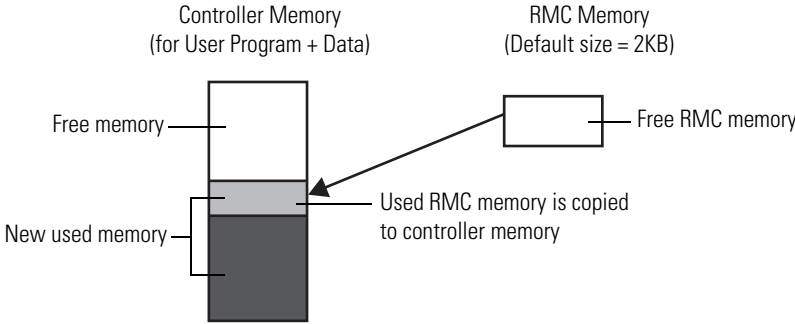 Controller Memory
(for User Program + Data)
RMC Memory
(Default size = 2KB)
Free memory
Free RMC memory
Used RMC memory is copied
to controller memory
New used memory